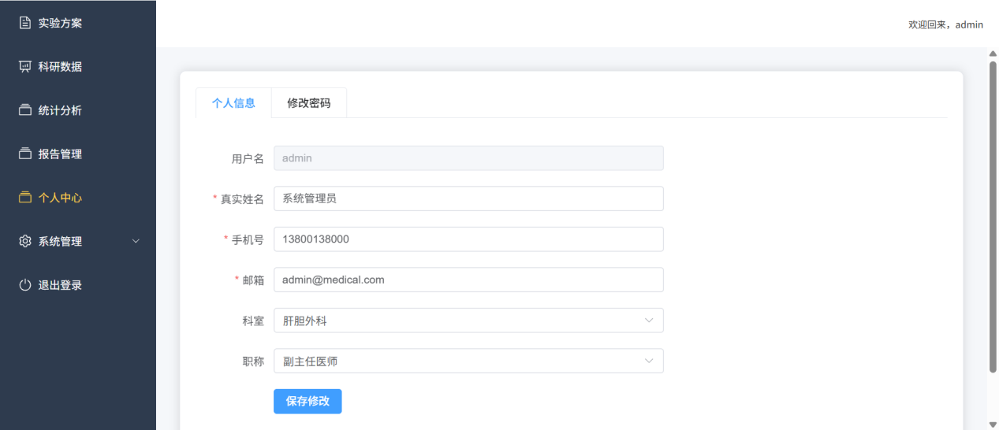 实验方案
科研数据
统计分析
报告管理
个人中心
系统管理
退出登录
欢迎回来，admin
个人信息 修改密码
用户名 admin
* 真实姓名 系统管理员
* 手机号 13800138000
* 邮箱 admin@medical.com
科室 肝胆外科
职称 副主任医师
保存修改